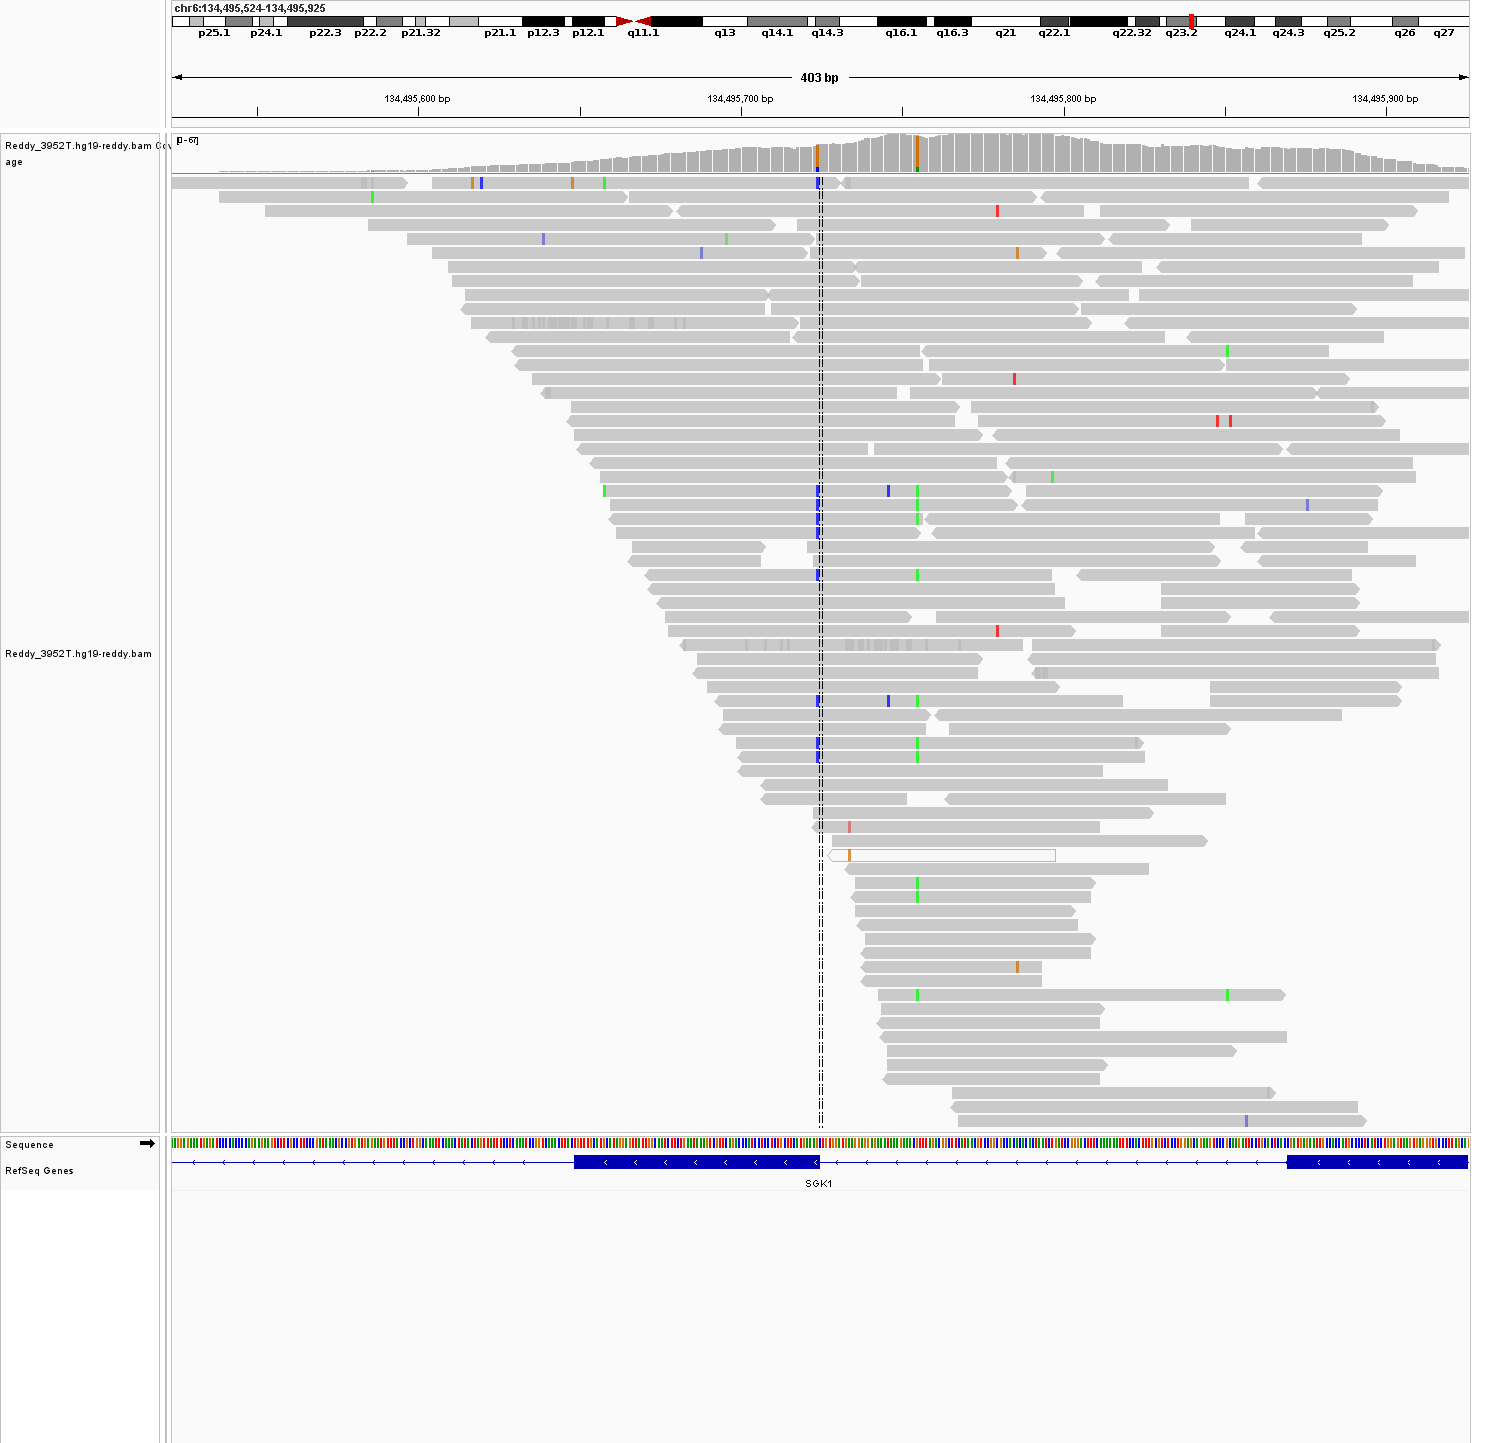 chr6:134,495,524-134,495,925
p25.1 p24.1 p22.3 p22.2 p21.32 p21.1 p12.3 p12.1 q11.1 q13 q14.1 q14.3 q16.1 q16.3 q21 q22.1 q22.32 q23.2 q24.1 q24.3 q25.2 q26 q27
403 bp
134,495,600 bp 134,495,700 bp 134,495,800 bp 134,495,900 bp
[0 - 67]
Reddy_3952T.hg19-reddy.bam Cov
age
Reddy_3952T.hg19-reddy.bam
Sequence
RefSeq Genes
SGK1